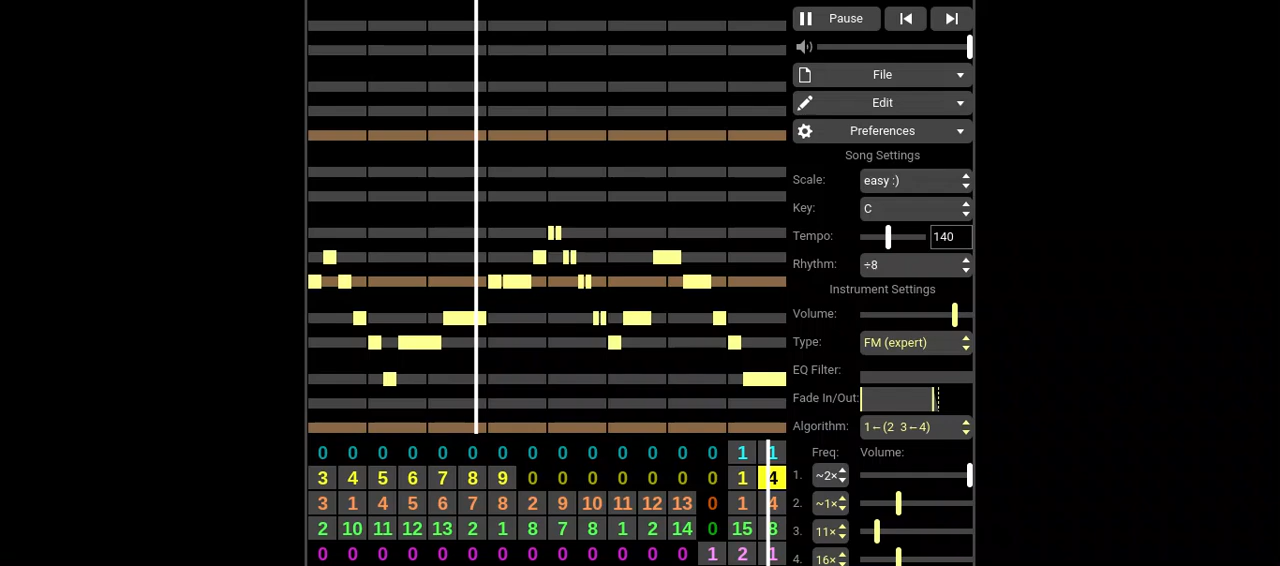 Pause
File
Edit
Preferences
Song Settings
Scale: easy :)
Key: C
Tempo: 140
Rhythm: ÷8
Instrument Settings
Volume:
Type: FM (expert)
EQ Filter:
Fade In/Out:
Algorithm: 1←(2 3←4)
Freq: Volume:
1. ~2×
2. ~1×
3. 11×
4. 16×
0 0 0 0 0 0 0 0 0 0 0 0 0 0 1 1
3 4 5 6 7 8 9 0 0 0 0 0 0 0 1 4
3 1 4 5 6 7 8 2 9 10 11 12 13 0 1 4
2 10 11 12 13 2 1 8 7 8 1 2 14 0 15 8
0 0 0 0 0 0 0 0 0 0 0 0 0 1 2 1